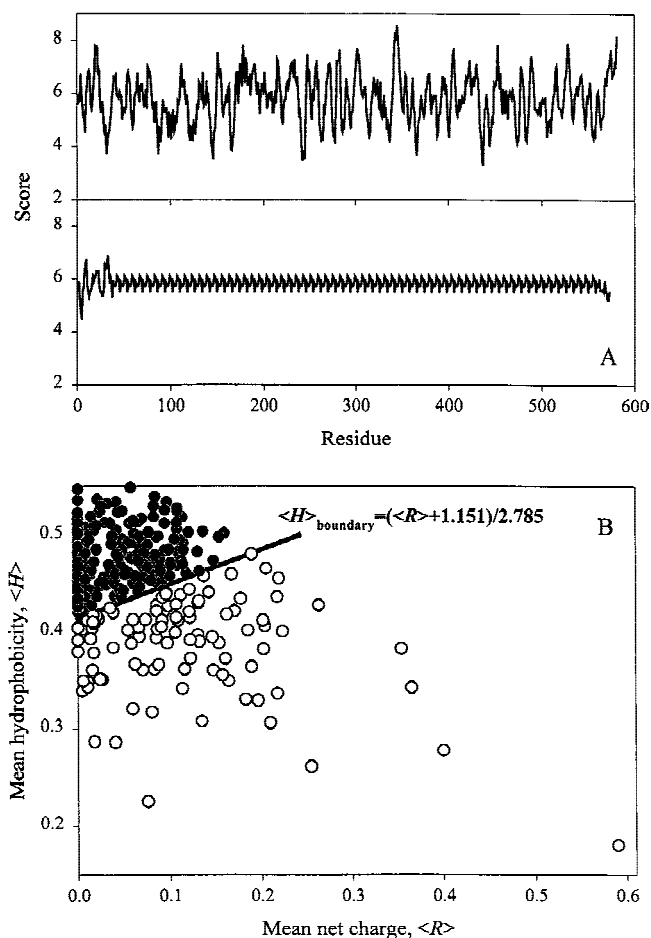 8
6
4
2
Score
8
6
4
2
A
0 100 200 300 400 500 600
Residue
<H>boundary=(<R>+1.151)/2.785
B
0.5
0.4
0.3
0.2
Mean hydrophobicity, <H>
0.0 0.1 0.2 0.3 0.4 0.5 0.6
Mean net charge, <R>